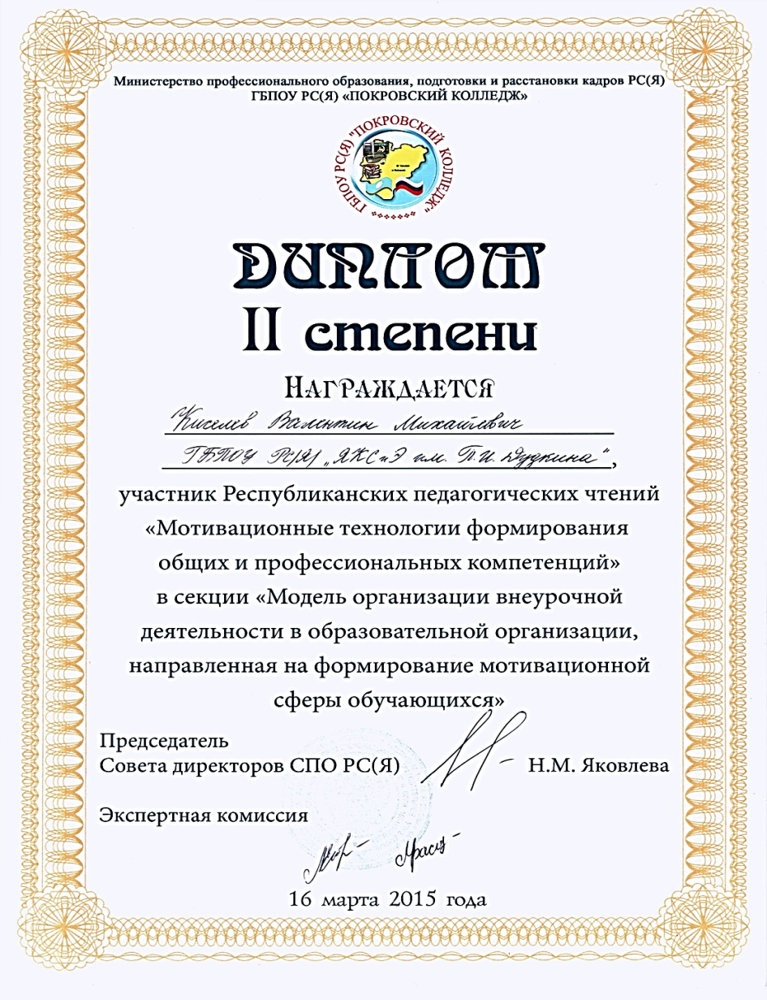 Министерство профессионального образования, подготовки и расстановки кадров РС(Я)
ГБПОУ РС(Я) «ПОКРОВСКИЙ КОЛЛЕДЖ»
ГБПОУ РС(Я) "ПОКРОВСКИЙ КОЛЛЕДЖ"
ДИПЛОМ
II степени
НАГРАЖДАЕТСЯ
Киселев Валентин Михайлевич
ГБПОУ РС(Я) „ЯКСиЭ им. П.И. Дудкина",
участник Республиканских педагогических чтений
«Мотивационные технологии формирования
общих и профессиональных компетенций»
в секции «Модель организации внеурочной
деятельности в образовательной организации,
направленная на формирование мотивационной
сферы обучающихся»
Председатель
Совета директоров СПО РС(Я) Н.М. Яковлева
Экспертная комиссия
16 марта 2015 года